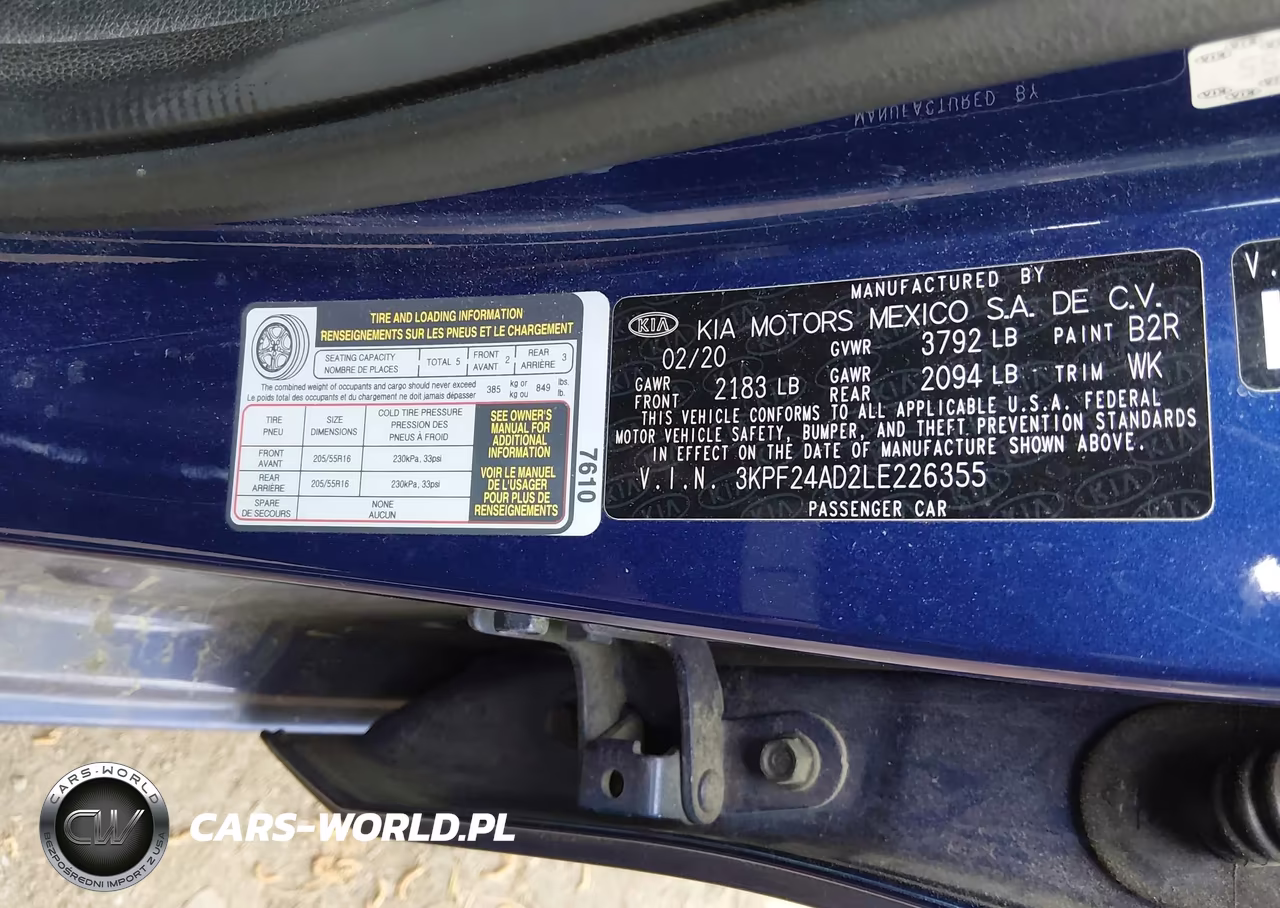 MANUFACTURED BY
TIRE AND LOADING INFORMATION
RENSEIGNEMENTS SUR LES PNEUS ET LE CHARGEMENT
SEATING CAPACITY
NOMBRE DE PLACES
TOTAL 5
FRONT
AVANT
2
REAR
ARRIÈRE
3
The combined weight of occupants and cargo should never exceed
Le poids total des occupants et du chargement ne doit jamais dépasser
385
kg or
kg ou
849
lbs.
lb.
TIRE
PNEU
SIZE
DIMENSIONS
COLD TIRE PRESSURE
PRESSION DES
PNEUS À FROID
FRONT
AVANT
205/55R16
230kPa, 33psi
REAR
ARRIÈRE
205/55R16
230kPa, 33psi
SPARE
DE SECOURS
NONE
AUCUN
SEE OWNER'S
MANUAL FOR
ADDITIONAL
INFORMATION
VOIR LE MANUEL
DE L'USAGER
POUR PLUS DE
RENSEIGNEMENTS
7610
MANUFACTURED BY
KIA KIA MOTORS MEXICO S.A. DE C.V.
02/20 GVWR 3792 LB PAINT B2R
GAWR
FRONT
2183 LB
GAWR
REAR
2094 LB TRIM WK
THIS VEHICLE CONFORMS TO ALL APPLICABLE U.S.A. FEDERAL
MOTOR VEHICLE SAFETY, BUMPER, AND THEFT PREVENTION STANDARDS
IN EFFECT ON THE DATE OF MANUFACTURE SHOWN ABOVE.
V.I.N. 3KPF24AD2LE226355
PASSENGER CAR
V.
CARS-WORLD
CW
BEZPOŚREDNI IMPORT Z USA
CARS-WORLD.PL